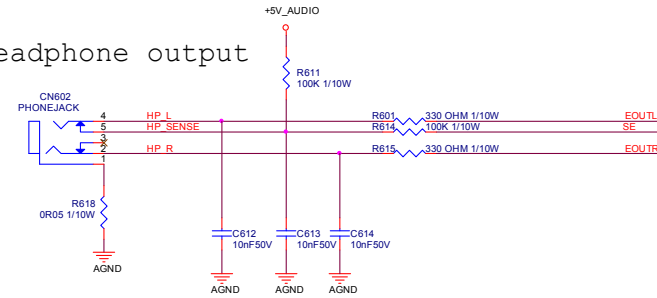 +5V_AUDIO
eadphone output
R611
100K 1/10W
CN602
PHONEJACK
4 HP_L R601 330 OHM 1/10W EOUTL
5 HP_SENSE R614 100K 1/10W SE
3
2 HP_R R615 330 OHM 1/10W EOUTR
1
R618
0R05 1/10W
C612
10nF50V
C613
10nF50V
C614
10nF50V
AGND
AGND
AGND
AGND